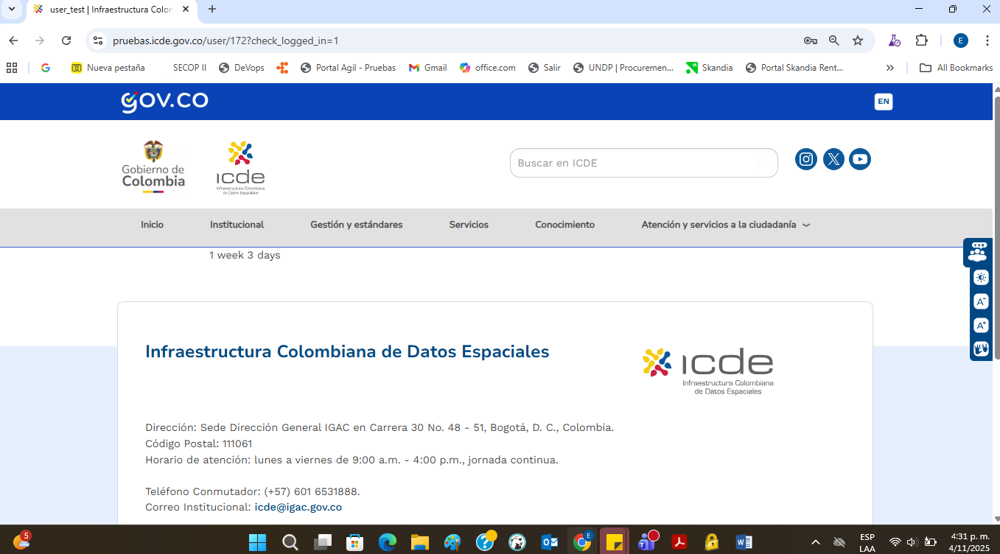 user_test | Infraestructura Colom
pruebas.icde.gov.co/user/172?check_logged_in=1
E
Nueva pestaña
SECOP II
DeVops
Portal Agil - Pruebas
Gmail
office.com
Salir
UNDP | Procuremen...
Skandia
Portal Skandia Rent...
All Bookmarks
GOV.CO
EN
Gobierno de
Colombia
icde
Infraestructura Colombiana
de Datos Espaciales
Buscar en ICDE
Inicio
Institucional
Gestión y estándares
Servicios
Conocimiento
Atención y servicios a la ciudadanía
1 week 3 days
A-
A+
Infraestructura Colombiana de Datos Espaciales
icde
Infraestructura Colombiana
de Datos Espaciales
Dirección: Sede Dirección General IGAC en Carrera 30 No. 48 - 51, Bogotá, D. C., Colombia.
Código Postal: 111061
Horario de atención: lunes a viernes de 9:00 a.m. - 4:00 p.m., jornada continua.
Teléfono Conmutador: (+57) 601 6531888.
Correo Institucional: icde@igac.gov.co
5
E
ESP
LAA
4:31 p. m.
4/11/2025